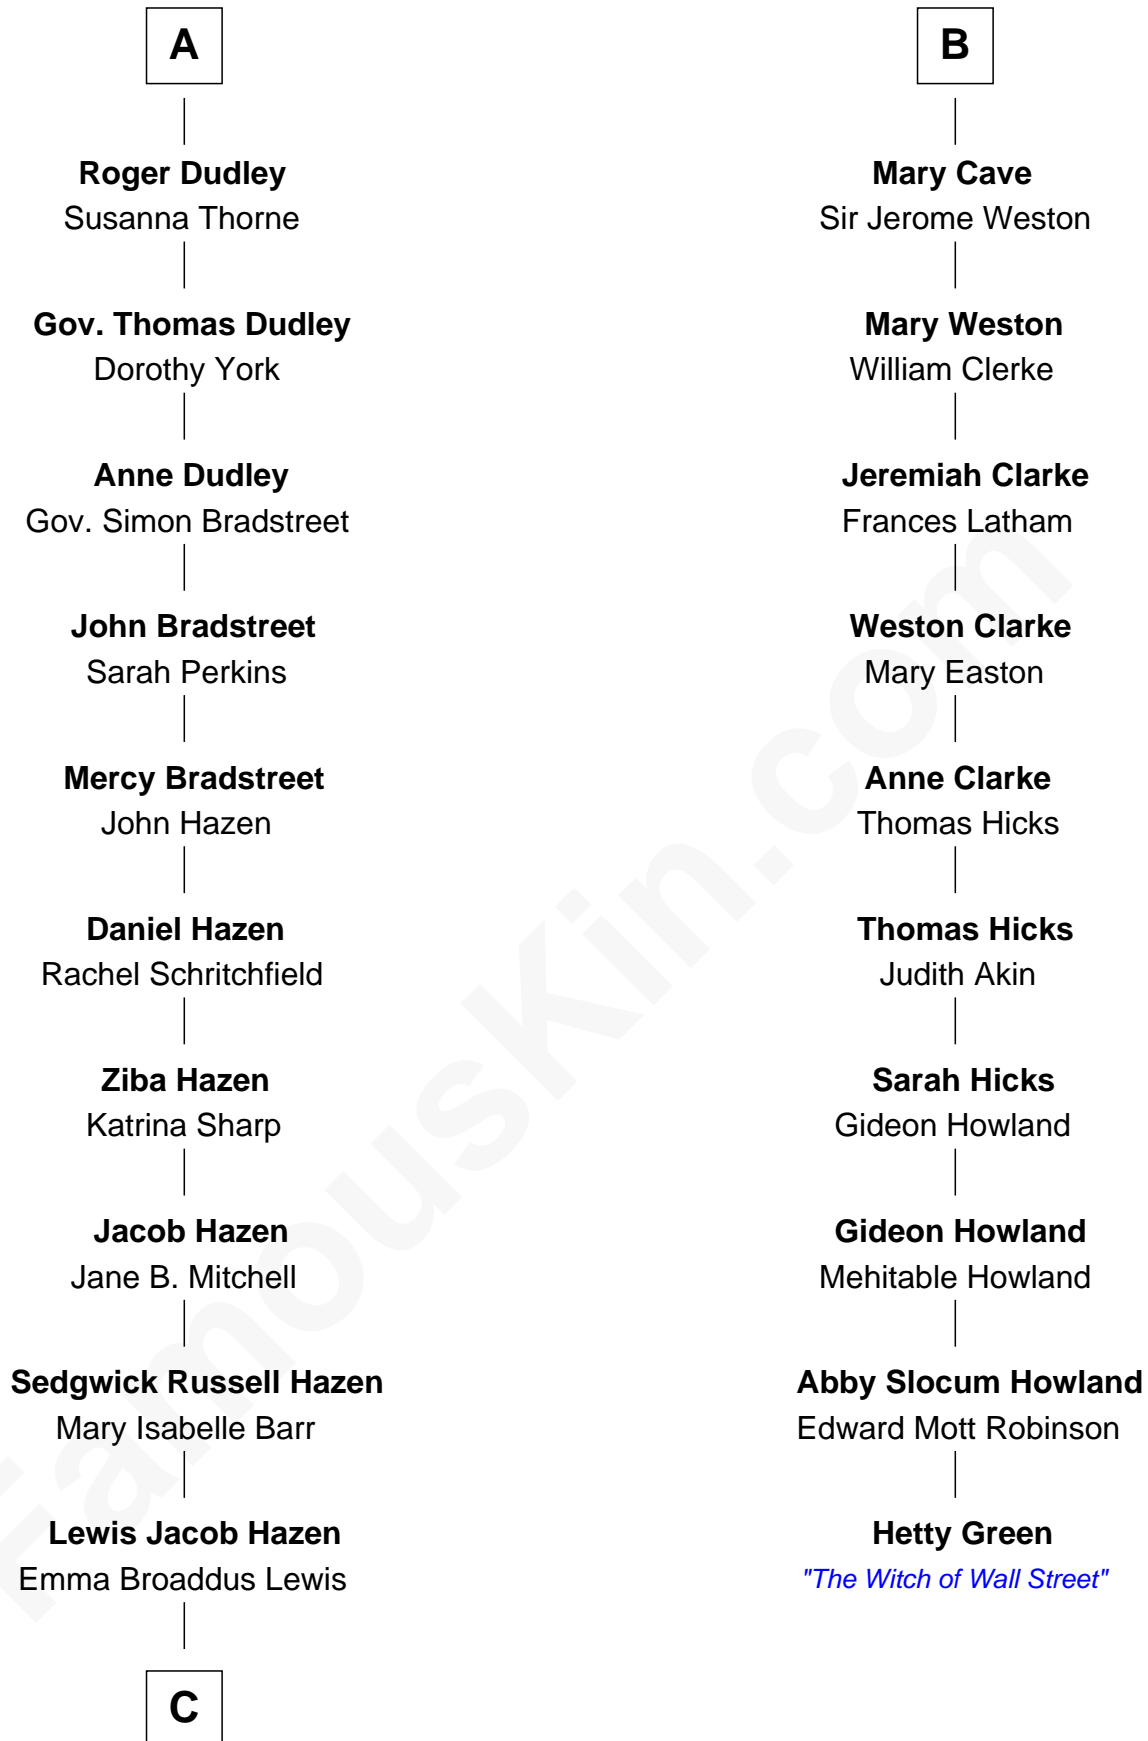 A
Roger Dudley
Susanna Thorne
Gov. Thomas Dudley
Dorothy York
Anne Dudley
Gov. Simon Bradstreet
John Bradstreet
Sarah Perkins
Mercy Bradstreet
John Hazen
Daniel Hazen
Rachel Schritchfield
Ziba Hazen
Katrina Sharp
Jacob Hazen
Jane B. Mitchell
Sedgwick Russell Hazen
Mary Isabelle Barr
Lewis Jacob Hazen
Emma Broaddus Lewis
C
B
Mary Cave
Sir Jerome Weston
Mary Weston
William Clerke
Jeremiah Clarke
Frances Latham
Weston Clarke
Mary Easton
Anne Clarke
Thomas Hicks
Thomas Hicks
Judith Akin
Sarah Hicks
Gideon Howland
Gideon Howland
Mehitable Howland
Abby Slocum Howland
Edward Mott Robinson
Hetty Green
"The Witch of Wall Street"
FamousKin.com